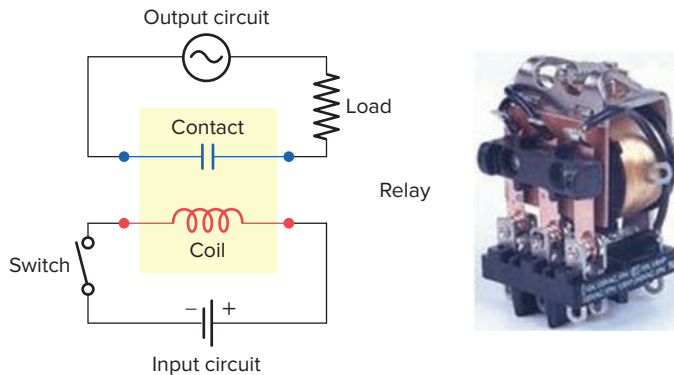 Output circuit
Load
Contact
Relay
Coil
Switch
− +
Input circuit